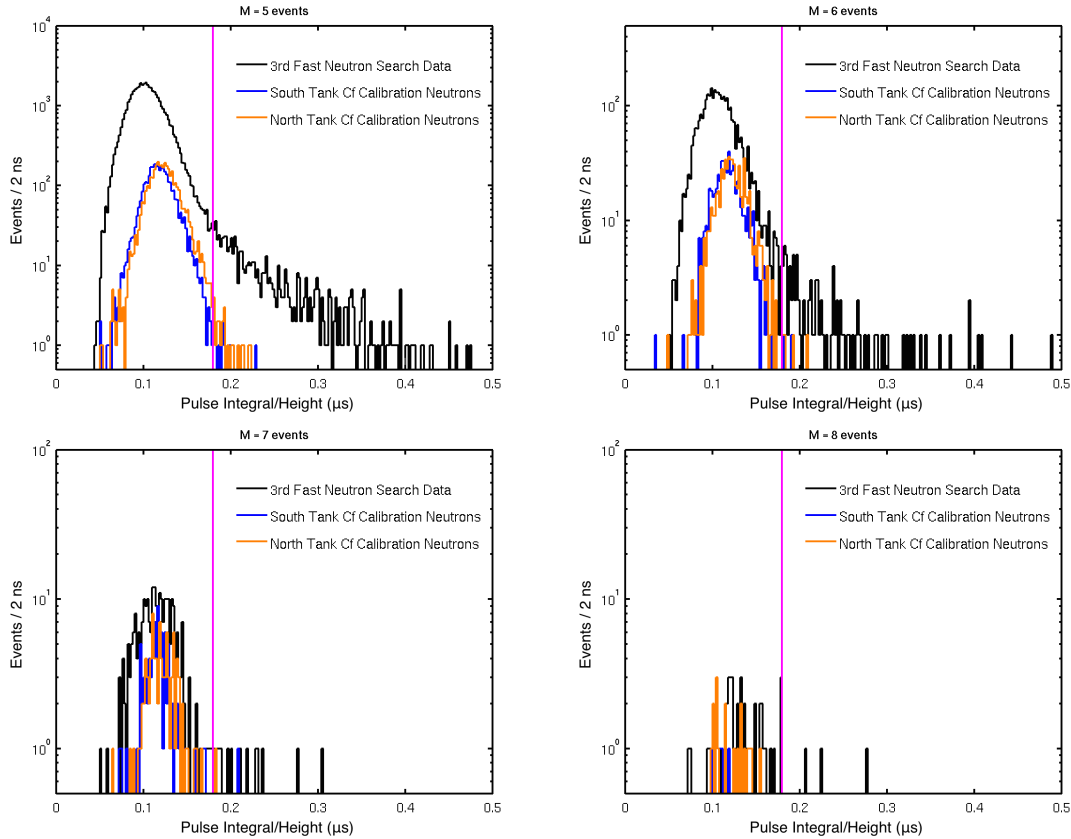 M = 5 events
10^4
10^3
10^2
10^1
10^0
Events / 2 ns
3rd Fast Neutron Search Data
South Tank Cf Calibration Neutrons
North Tank Cf Calibration Neutrons
0 0.1 0.2 0.3 0.4 0.5
Pulse Integral/Height (μs)
M = 6 events
10^2
10^1
10^0
Events / 2 ns
3rd Fast Neutron Search Data
South Tank Cf Calibration Neutrons
North Tank Cf Calibration Neutrons
0 0.1 0.2 0.3 0.4 0.5
Pulse Integral/Height (μs)
M = 7 events
10^2
10^1
10^0
Events / 2 ns
3rd Fast Neutron Search Data
South Tank Cf Calibration Neutrons
North Tank Cf Calibration Neutrons
0 0.1 0.2 0.3 0.4 0.5
Pulse Integral/Height (μs)
M = 8 events
10^2
10^1
10^0
Events / 2 ns
3rd Fast Neutron Search Data
South Tank Cf Calibration Neutrons
North Tank Cf Calibration Neutrons
0 0.1 0.2 0.3 0.4 0.5
Pulse Integral/Height (μs)